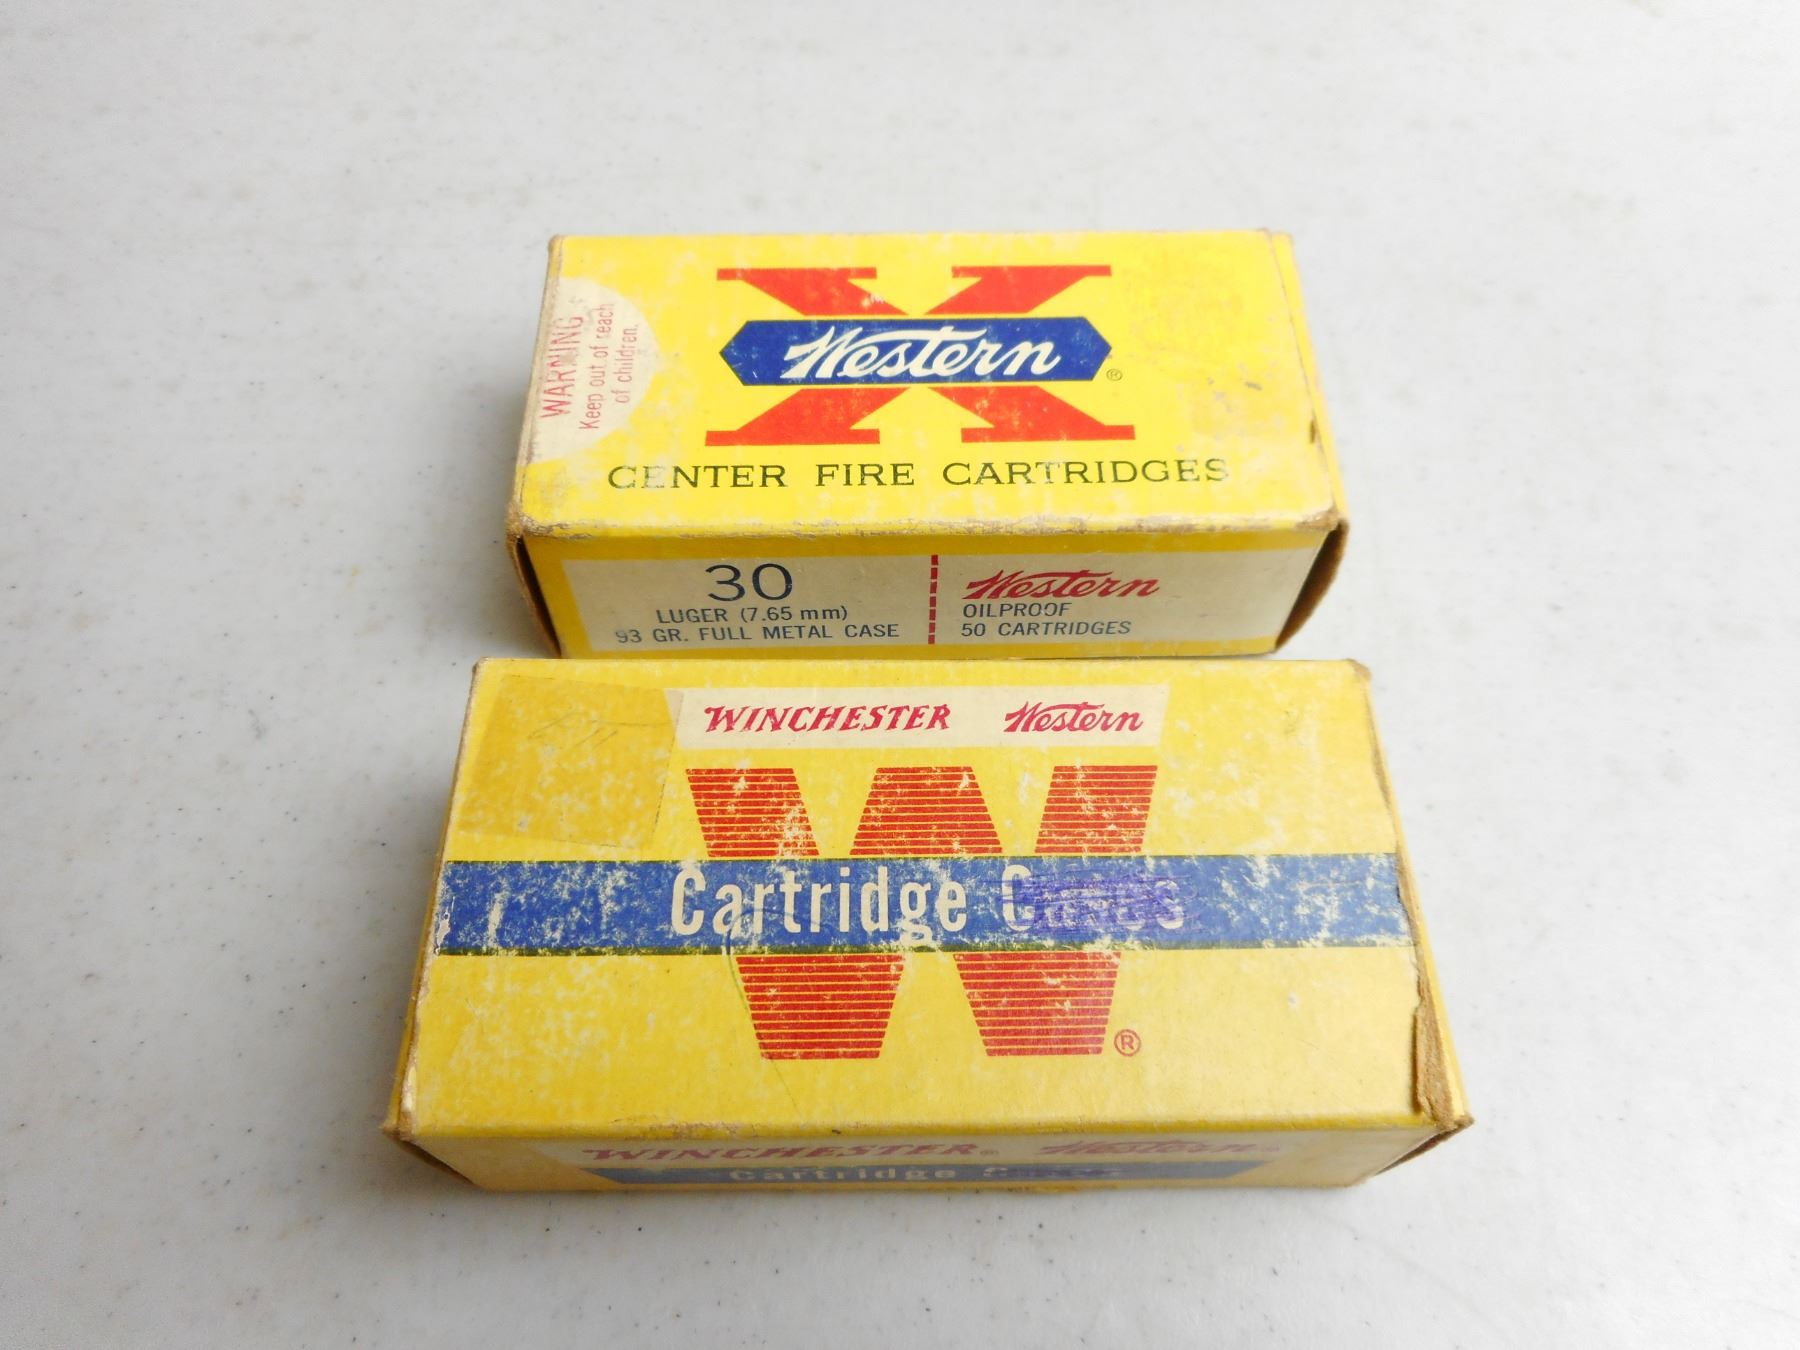 WARNING
Keep out of reach
of children.
Western ®
CENTER FIRE CARTRIDGES
30
LUGER (7.65 mm)
93 GR. FULL METAL CASE
Western
OILPROOF
50 CARTRIDGES
WINCHESTER Western
W
Cartridge Cases
®
WINCHESTER® Western®
Cartridge